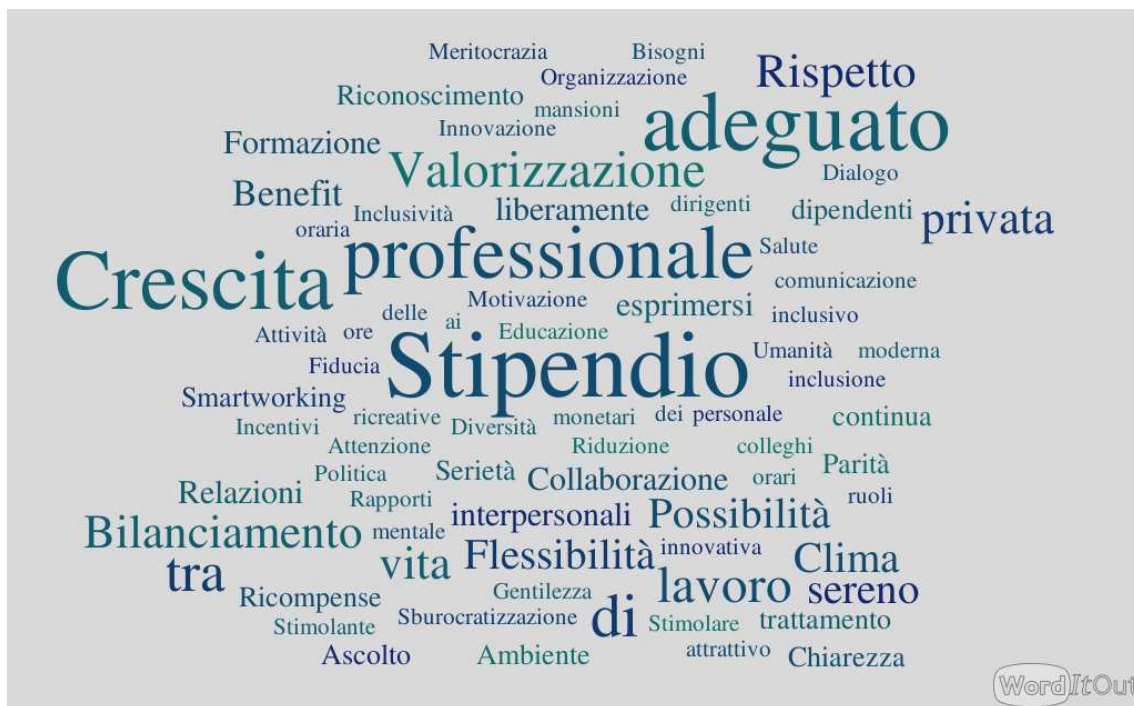 Meritocrazia Bisogni
Organizzazione Rispetto
Riconoscimento mansioni
Formazione Innovazione adeguato
Valorizzazione Dialogo
Benefit Inclusività liberamente dirigenti dipendenti privata
oraria
Crescita professionale Salute
comunicazione
delle Motivazione esprimersi inclusivo
Attività ore ai Educazione
Fiducia Stipendio Umanità moderna
inclusione
Smartworking ricreative Diversità monetari dei personale continua
Incentivi
Attenzione Riduzione colleghi
Politica Serietà Collaborazione orari Parità
Relazioni Rapporti ruoli
interpersonali Possibilità
Bilanciamento mentale
tra vita Flessibilità innovativa Clima
Ricompense Gentilezza lavoro sereno
Stimolante Sburocratizzazione di Stimolare trattamento
Ascolto Ambiente attrattivo Chiarezza
WordItOut